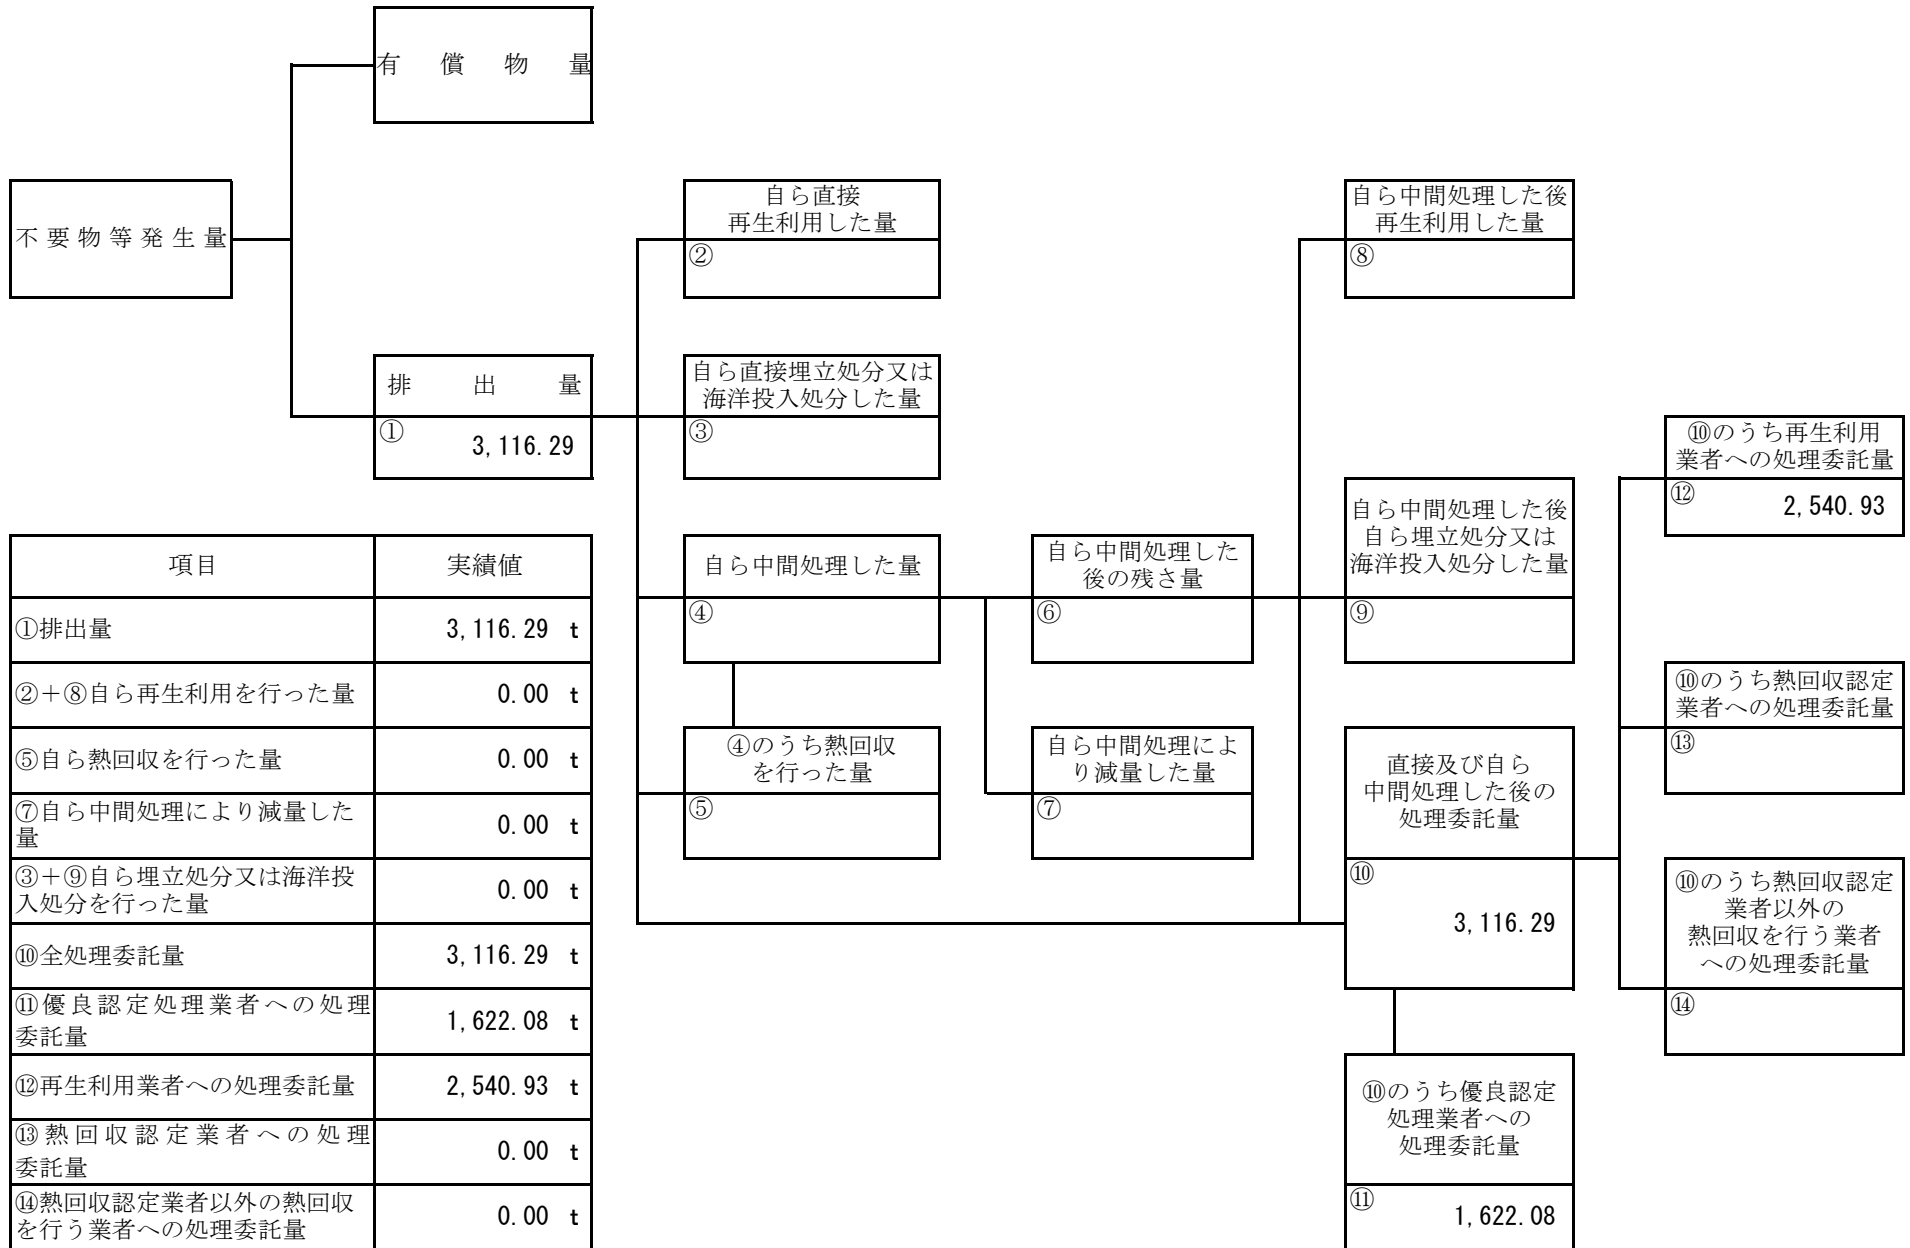 有償物量
不要物等発生量
排出量
①
3,116.29
自ら直接
再生利用した量
②
自ら直接埋立処分又は
海洋投入処分した量
③
自ら中間処理した量
④
④のうち熱回収
を行った量
⑤
自ら中間処理した
後の残さ量
⑥
自ら中間処理によ
り減量した量
⑦
自ら中間処理した後
再生利用した量
⑧
自ら中間処理した後
自ら埋立処分又は
海洋投入処分した量
⑨
直接及び自ら
中間処理した後の
処理委託量
⑩
3,116.29
⑩のうち優良認定
処理業者への
処理委託量
⑪
1,622.08
⑩のうち再生利用
業者への処理委託量
⑫
2,540.93
⑩のうち熱回収認定
業者への処理委託量
⑬
⑩のうち熱回収認定
業者以外の
熱回収を行う業者
への処理委託量
⑭
項目 実績値
①排出量 3,116.29 t
②＋⑧自ら再生利用を行った量 0.00 t
⑤自ら熱回収を行った量 0.00 t
⑦自ら中間処理により減量した
量 0.00 t
③＋⑨自ら埋立処分又は海洋投
入処分を行った量 0.00 t
⑩全処理委託量 3,116.29 t
⑪優良認定処理業者への処理
委託量 1,622.08 t
⑫再生利用業者への処理委託量 2,540.93 t
⑬熱回収認定業者への処理
委託量 0.00 t
⑭熱回収認定業者以外の熱回収
を行う業者への処理委託量 0.00 t